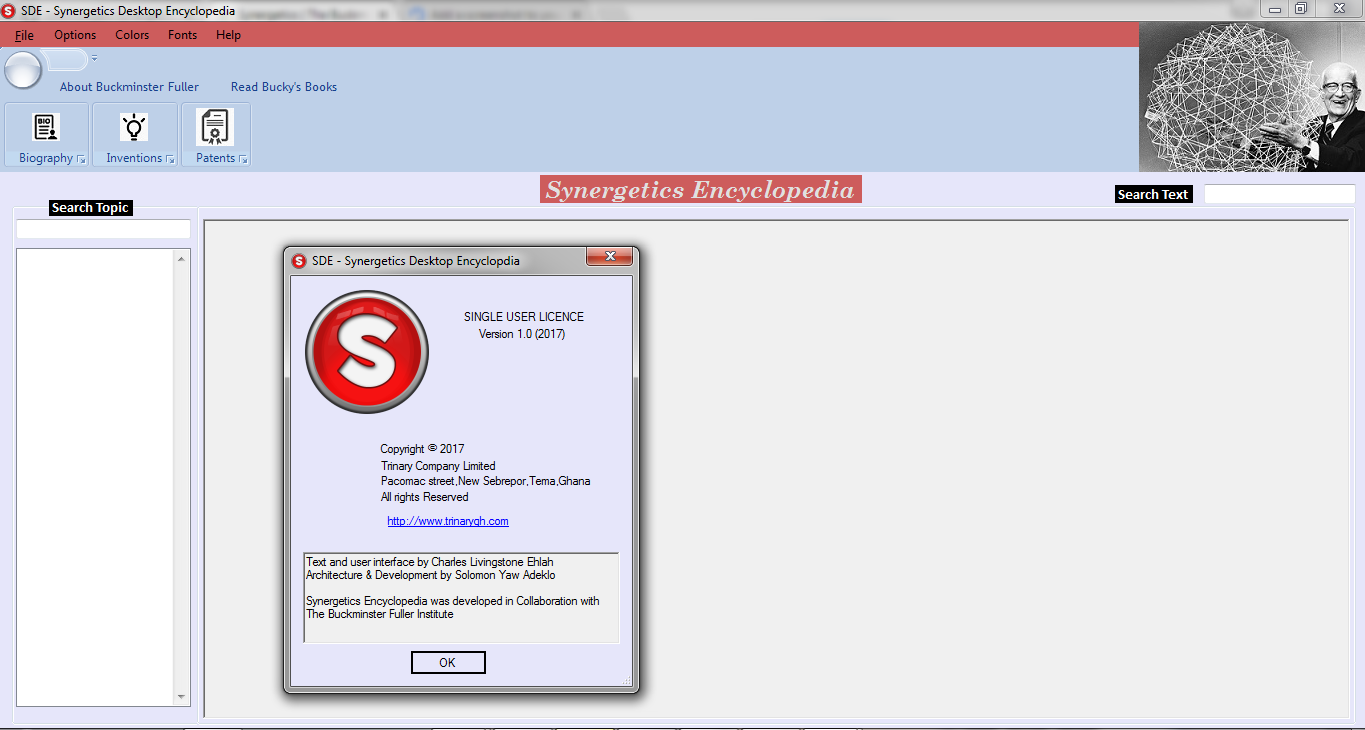 SDE - Synergetics Desktop Encyclopedia
File Options Colors Fonts Help
About Buckminster Fuller Read Bucky's Books
BIO
Biography Inventions Patents
Synergetics Encyclopedia
Search Topic
Search Text
SDE - Synergetics Desktop Encyclopdia
S
SINGLE USER LICENCE
Version 1.0 (2017)
Copyright © 2017
Trinary Company Limited
Pacomac street,New Sebrepor,Tema,Ghana
All rights Reserved
http://www.trinarygh.com
Text and user interface by Charles Livingstone Ehlah
Architecture & Development by Solomon Yaw Adeklo
Synergetics Encyclopedia was developed in Collaboration with
The Buckminster Fuller Institute
OK